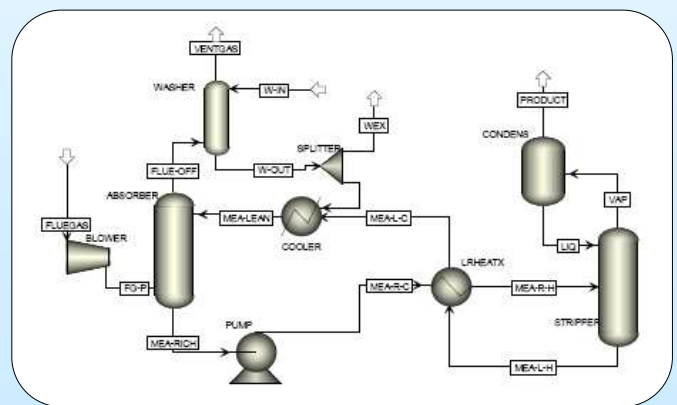 VENTGAS
WASHER
W-IN
PRODUCT
WEX
CONDENS
SPLITTER
FLUE-OFF
W-OUT
VAP
ABSORBER
MEA-LEAN
MEA-L-C
FLUEGAS
BLOWER
COOLER
LIQ
LRHEATX
FG-P
MEA-R-C
MEA-R-H
PUMP
STRIPPER
MEA-RICH
MEA-L-H